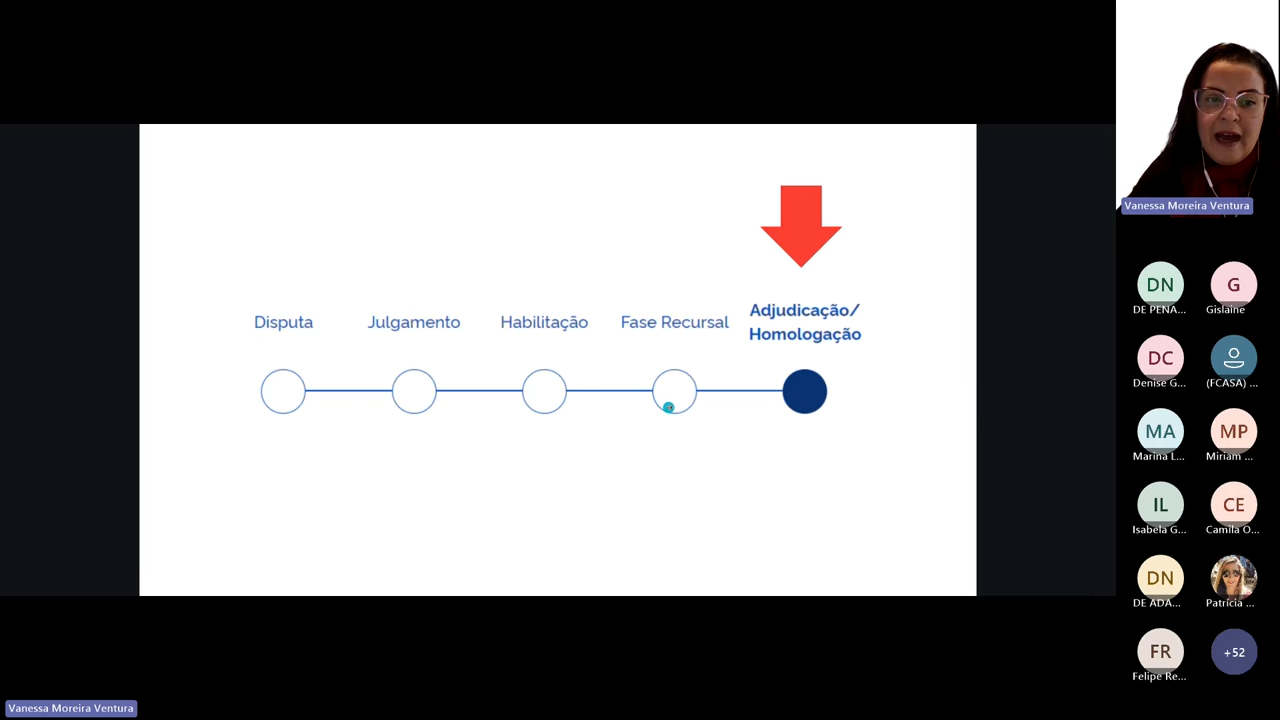 Disputa
Julgamento
Habilitação
Fase Recursal
Adjudicação/
Homologação
Vanessa Moreira Ventura
DN
DE PENA...
G
Gislaine
DC
Denise G...
(FCASA) ...
MA
Marina L...
MP
Miriam ...
IL
Isabela G...
CE
Camila O...
DN
DE ADA...
Patrícia ...
FR
Felipe Re...
+52
Vanessa Moreira Ventura